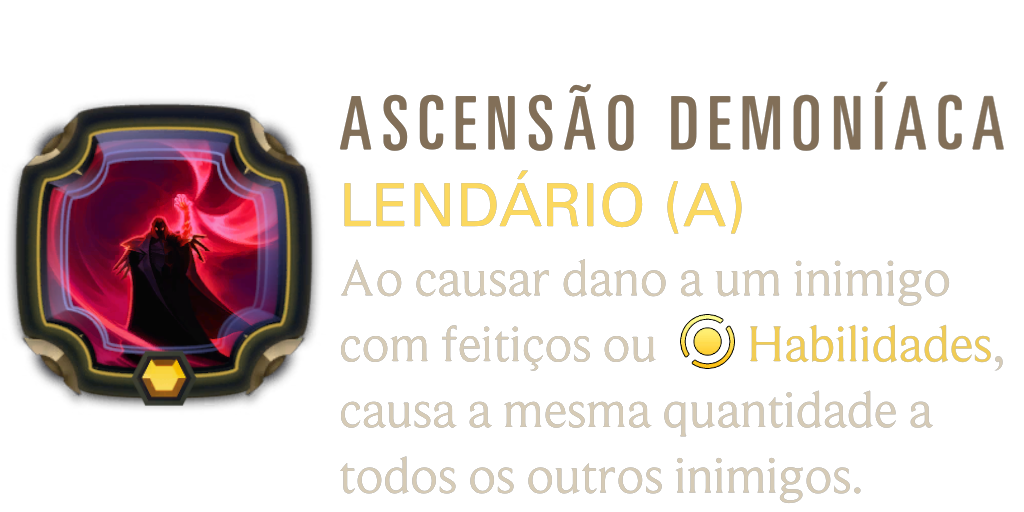 ASCENSÃO DEMONÍACA
LENDÁRIO (A)
Ao causar dano a um inimigo
com feitiços ou Habilidades,
causa a mesma quantidade a
todos os outros inimigos.